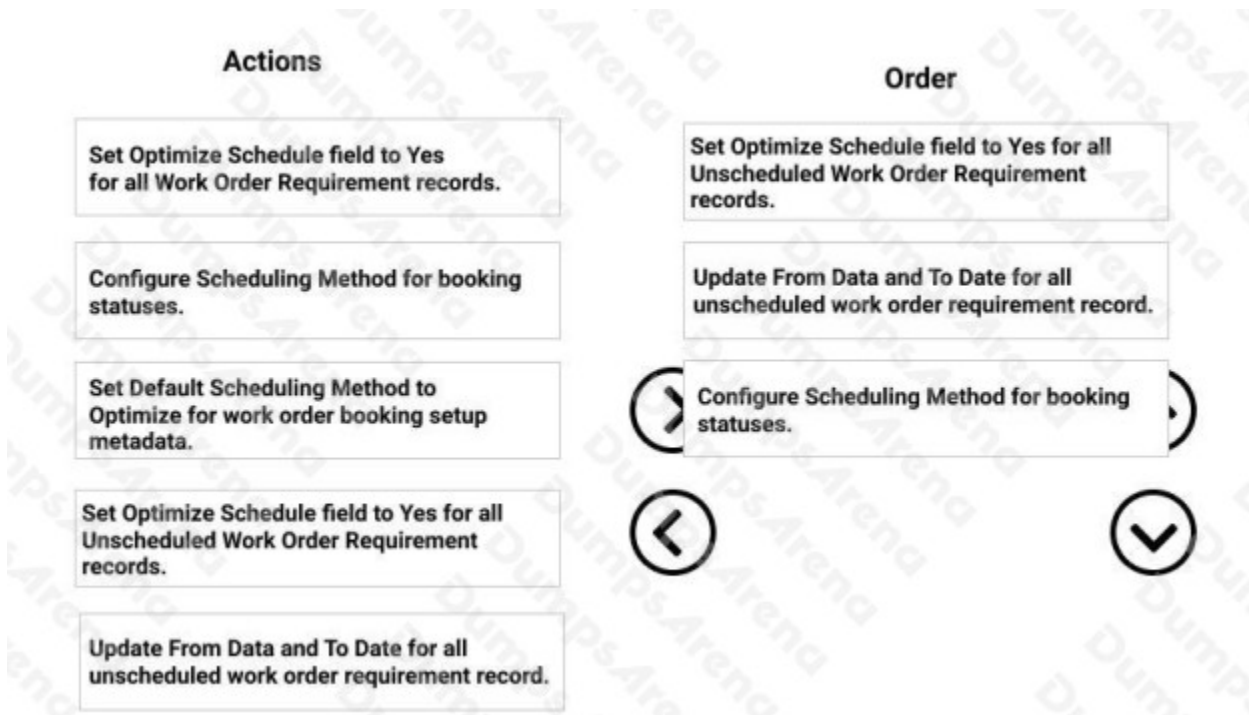 Actions
Set Optimize Schedule field to Yes
for all Work Order Requirement records.
Configure Scheduling Method for booking
statuses.
Set Default Scheduling Method to
Optimize for work order booking setup
metadata.
Set Optimize Schedule field to Yes for all
Unscheduled Work Order Requirement
records.
Update From Data and To Date for all
unscheduled work order requirement record.
Order
Set Optimize Schedule field to Yes for all
Unscheduled Work Order Requirement
records.
Update From Data and To Date for all
unscheduled work order requirement record.
Configure Scheduling Method for booking
statuses.
DumpsArena